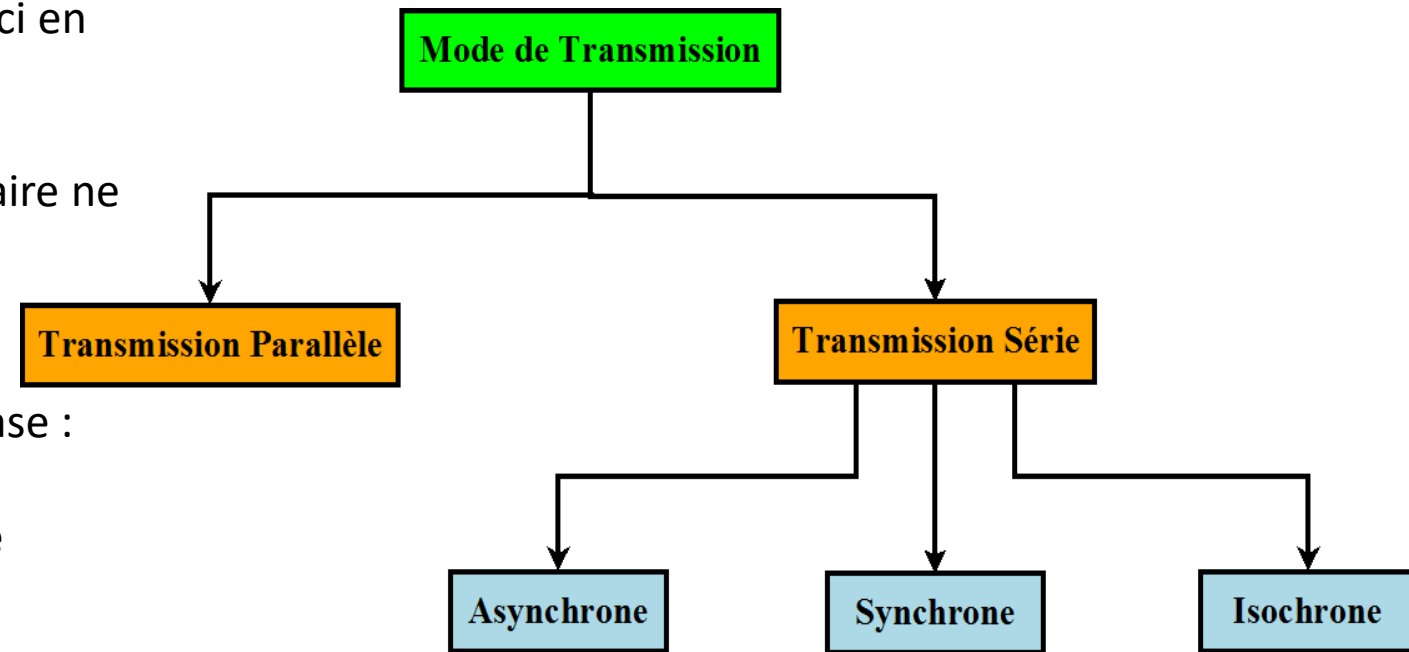 ci en
Mode de Transmission
aire ne
Transmission Parallèle
Transmission Série
se :
e
Asynchrone
Synchrone
Isochrone